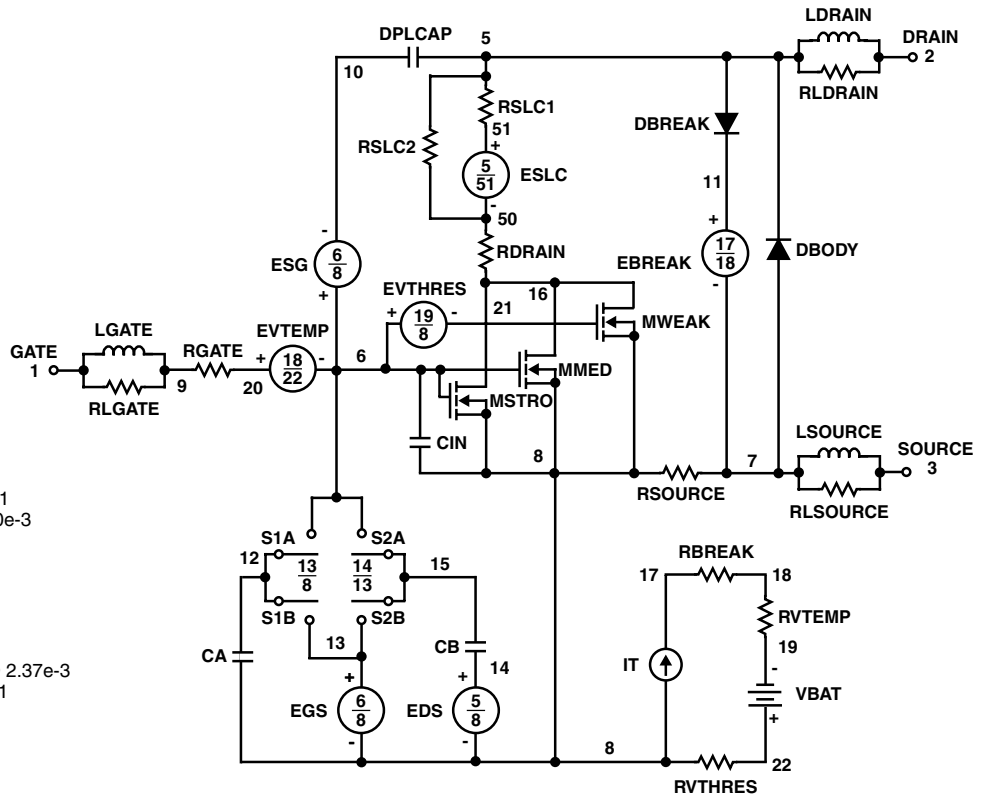 LDRAIN
DPLCAP 5 DRAIN
10 2
RLDRAIN
RSLC1
DBREAK
51
+
RSLC2
5
51
ESLC
11
-
50
-
+
RDRAIN
6
8
17
18
DBODY
ESG
EBREAK
+
EVTHRES
16
-
21
+ 19
8 -
MWEAK
LGATE
EVTEMP
GATE
RGATE + 18
22 - 6
MMED
1
9 20
MSTRO
RLGATE
LSOURCE
CIN
8 7
SOURCE
3
RSOURCE
RLSOURCE
1
0e-3
S1A S2A
RBREAK
12
13
8
14
13
15
17 18
S1B S2B
RVTEMP
13
CB
19
CA
14
IT
-
2.37e-3
+ +
VBAT
1
EGS 6
8
EDS 5
8
+
- -
8
22
RVTHRES